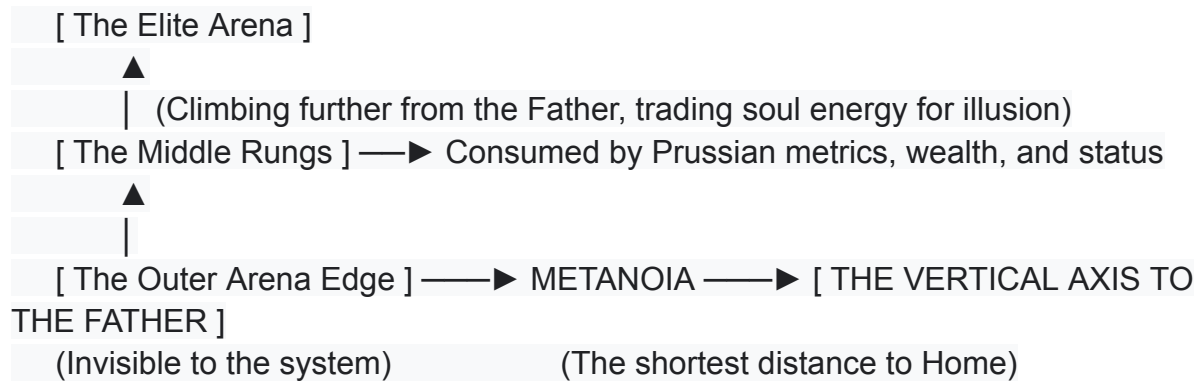 [ The Elite Arena ]
▲
│ (Climbing further from the Father, trading soul energy for illusion)
[ The Middle Rungs ] ──► Consumed by Prussian metrics, wealth, and status
▲
│
[ The Outer Arena Edge ] ───► METANOIA ───► [ THE VERTICAL AXIS TO
THE FATHER ]
(Invisible to the system) (The shortest distance to Home)